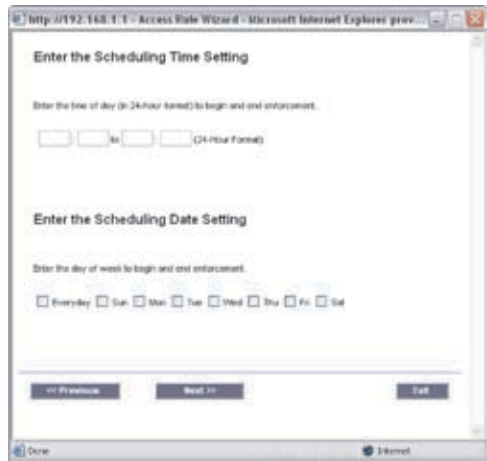 http://192.168.1.1 - Access Rule Wizard - Microsoft Internet Explorer prov...
Enter the Scheduling Time Setting
Enter the time of day (in 24-hour format) to begin and end enforcement.
: to : (24-Hour Format)
Enter the Scheduling Date Setting
Enter the day of week to begin and end enforcement.
Everyday Sun Mon Tue Wed Thu Fri Sat
<< Previous Next >> Exit
Done Internet